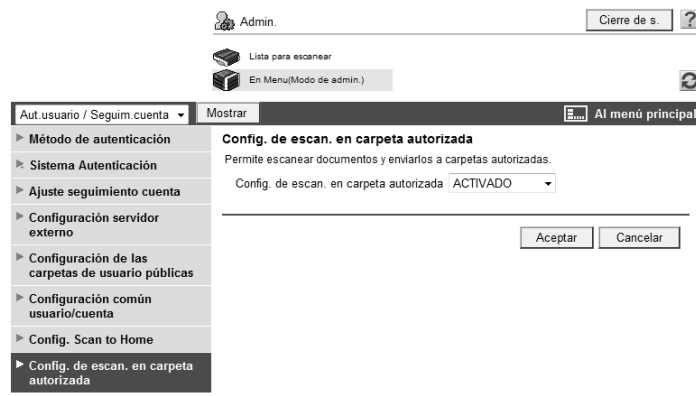 Admin.
Cierre de s.
?
Lista para escanear
En Menu(Modo de admin.)
Aut.usuario / Seguim.cuenta
Mostrar
Al menú principal
Método de autenticación
Sistema Autenticación
Ajuste seguimiento cuenta
Configuración servidor
externo
Configuración de las
carpetas de usuario públicas
Configuración común
usuario/cuenta
Config. Scan to Home
Config. de escan. en carpeta
autorizada
Config. de escan. en carpeta autorizada
Permite escanear documentos y enviarlos a carpetas autorizadas.
Config. de escan. en carpeta autorizada ACTIVADO
Aceptar
Cancelar